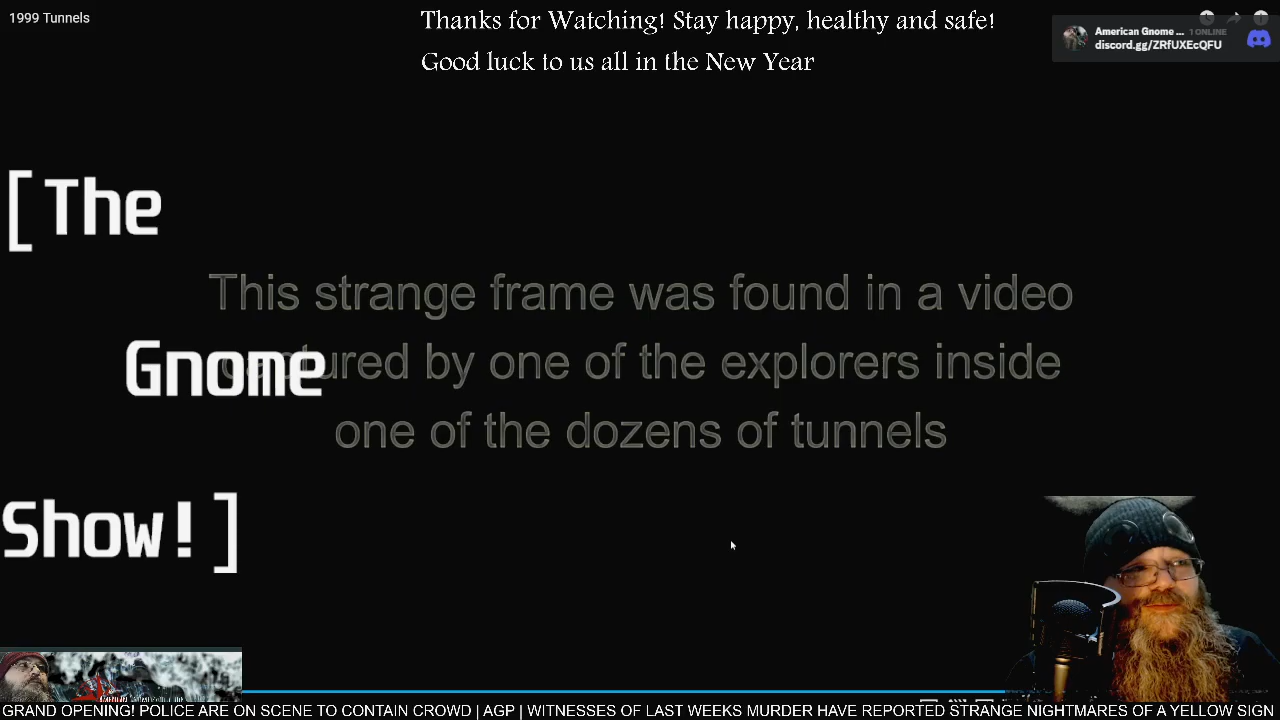 1999 Tunnels
Thanks for Watching! Stay happy, healthy and safe!
Good luck to us all in the New Year
American Gnome ... 1 ONLINE
discord.gg/ZRfUXEcQFU
[The
Gnome
Show!]
This strange frame was found in a video
captured by one of the explorers inside
one of the dozens of tunnels
GRAND OPENING! POLICE ARE ON SCENE TO CONTAIN CROWD | AGP | WITNESSES OF LAST WEEKS MURDER HAVE REPORTED STRANGE NIGHTMARES OF A YELLOW SIGN